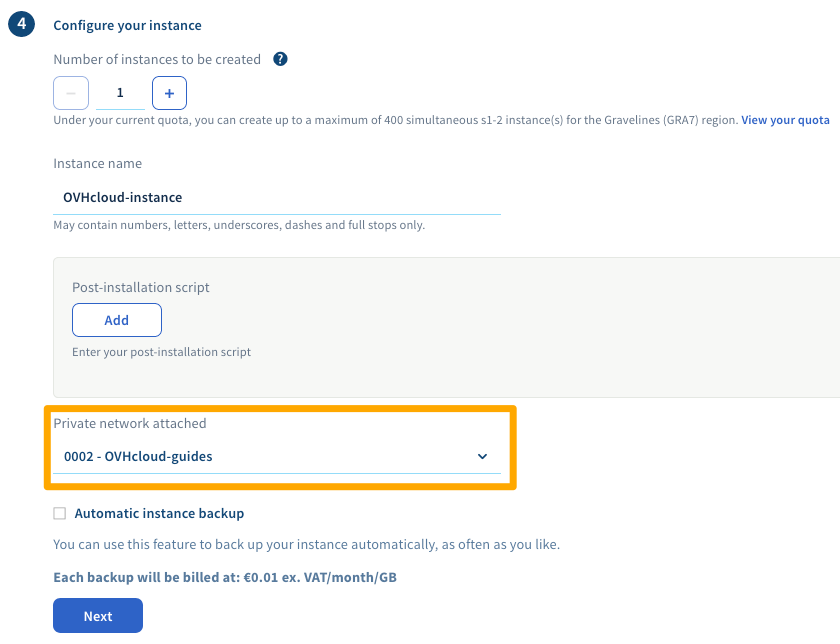 4
Configure your instance
Number of instances to be created ?
− 1 +
Under your current quota, you can create up to a maximum of 400 simultaneous s1-2 instance(s) for the Gravelines (GRA7) region. View your quota
Instance name
OVHcloud-instance
May contain numbers, letters, underscores, dashes and full stops only.
Post-installation script
Add
Enter your post-installation script
Private network attached
0002 - OVHcloud-guides
Automatic instance backup
You can use this feature to back up your instance automatically, as often as you like.
Each backup will be billed at: €0.01 ex. VAT/month/GB
Next